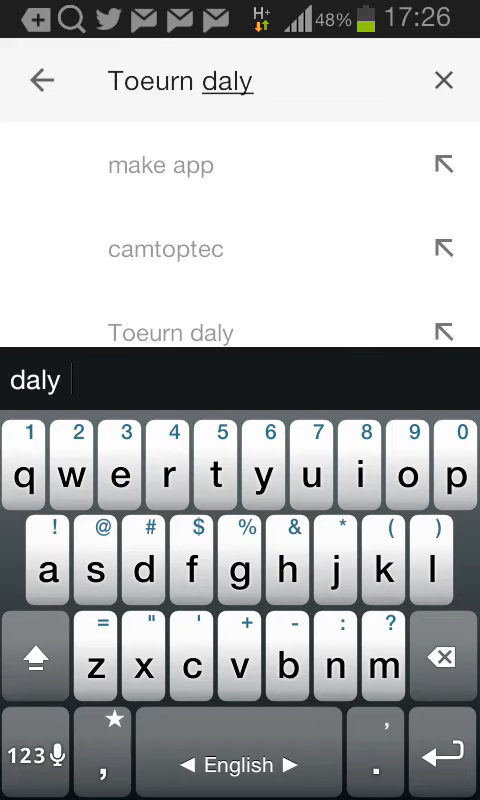 H+ 48% 17:26
Toeurn daly
make app
camtoptec
Toeurn daly
daly
1 2 3 4 5 6 7 8 9 0
q w e r t y u i o p
! @ # $ % & * ( )
a s d f g h j k l
= " ' + - : ?
z x c v b n m
123 , ◄ English ► , .